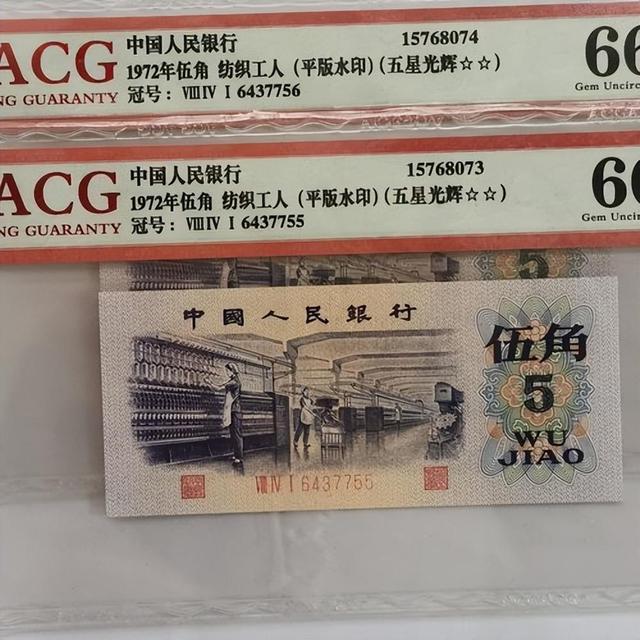 ACG
NG GUARANTY
中国人民银行
15768074
1972年伍角 纺织工人(平版水印)(五星光辉☆☆)
冠号: ⅧⅣ Ⅰ 6437756
66
Gem Uncirc
ACG
NG GUARANTY
中国人民银行
15768073
1972年伍角 纺织工人(平版水印)(五星光辉☆☆)
冠号: ⅧⅣ Ⅰ 6437755
66
Gem Uncirc
5
中國人民銀行
伍角
5
WU
JIAO
ⅧⅣ Ⅰ 6437755